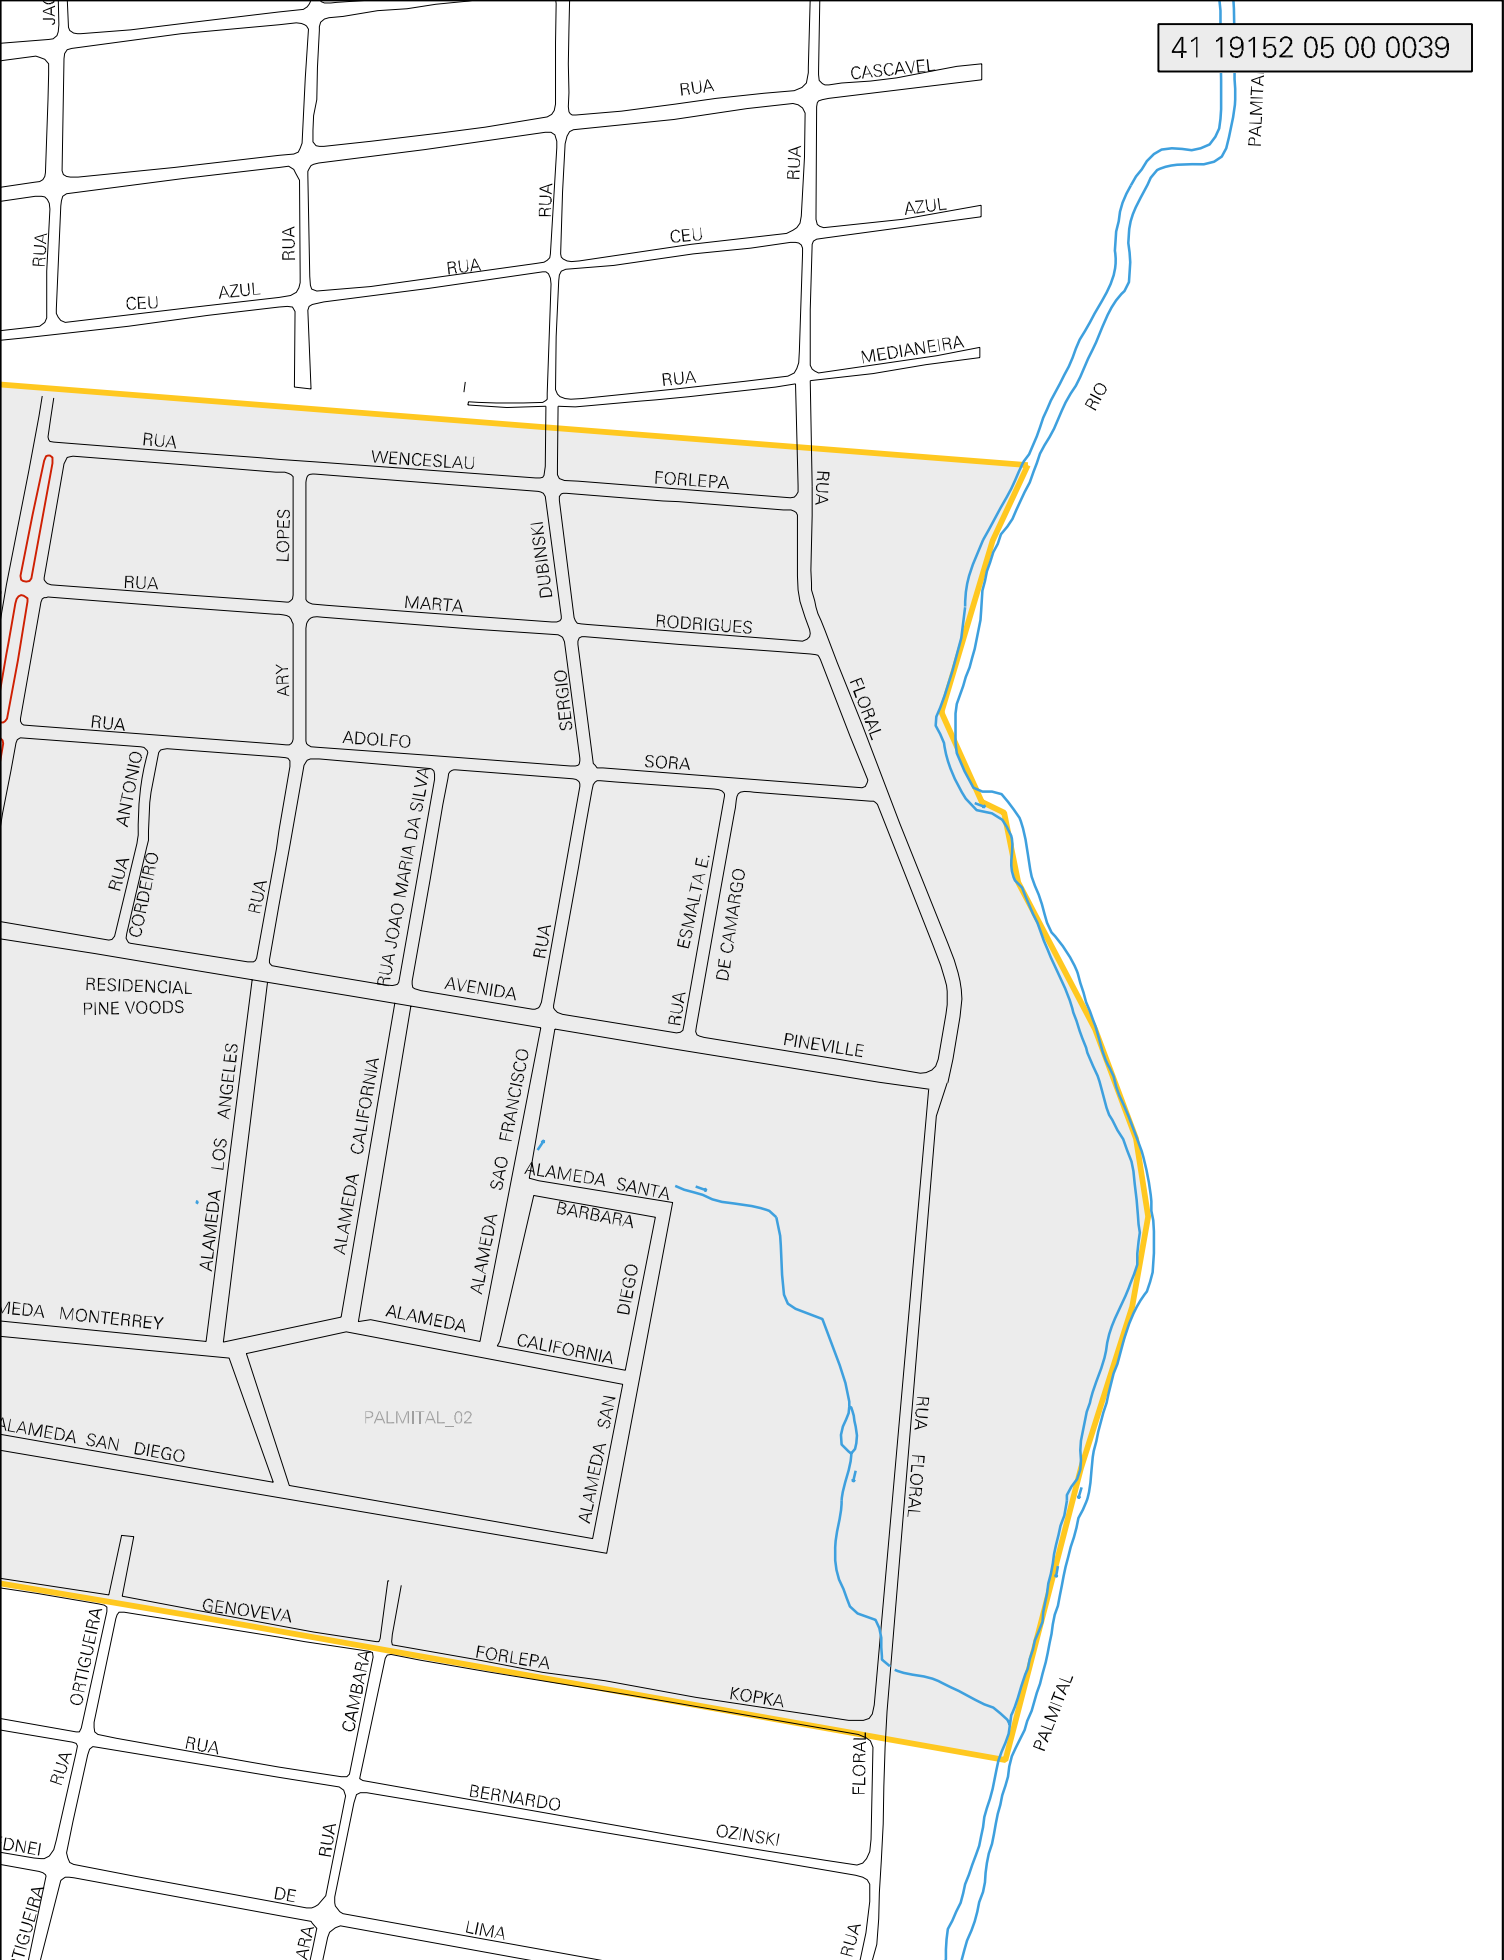 JAC
41 19152 05 00 0039
RUA CASCAVEL
PALMITA
RUA
RUA
RUA
RUA
CEU AZUL
RUA
CEU
AZUL
RUA
MEDIANEIRA
RIO
RUA WENCESLAU FORLEPA
RUA
LOPES
DUBINSKI
RUA MARTA RODRIGUES
ARY
SERGIO
FLORAL
RUA ADOLFO SORA
RUA ANTONIO
CORDEIRO
RUA
RUA JOAO MARIA DA SILVA
RUA
RUA ESMALTA E.
DE CAMARGO
AVENIDA PINEVILLE
RESIDENCIAL
PINE VOODS
ALAMEDA LOS ANGELES
ALAMEDA CALIFORNIA
ALAMEDA SAO FRANCISCO
ALAMEDA SANTA
BARBARA
ALAMEDA SAN DIEGO
MEDA MONTERREY
ALAMEDA
CALIFORNIA
PALMITAL_02
RUA FLORAL
ALAMEDA SAN DIEGO
GENOVEVA FORLEPA KOPKA
ORTIGUEIRA
CAMBARA
PALMITAL
RUA BERNARDO OZINSKI
RUA
FLORAL
RUA
DNEI DE LIMA
TIGUEIRA
ARA
RUA